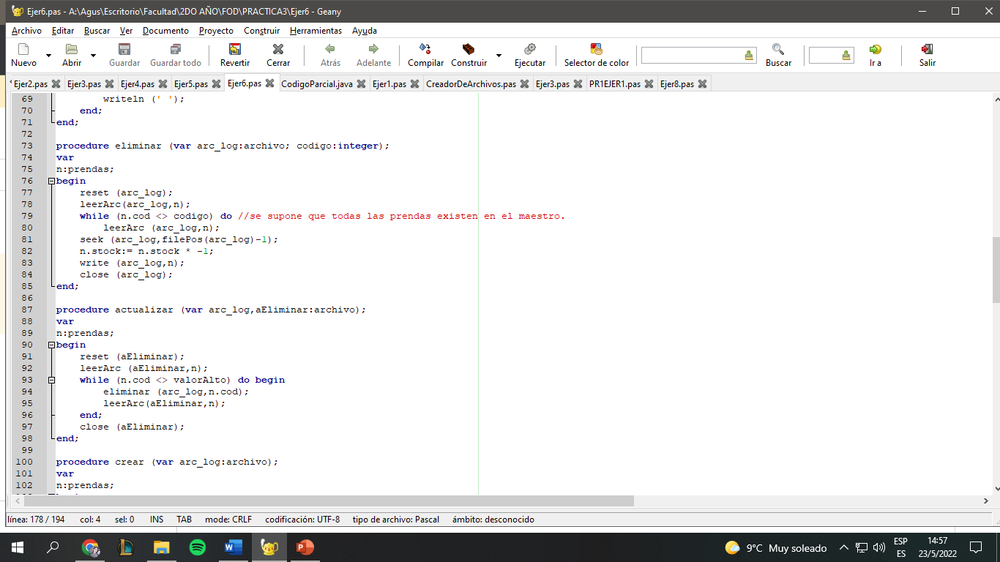 Ejer6.pas - A:\Agus\Escritorio\Facultad\2DO AÑO\FOD\PRACTICA3\Ejer6 - Geany
Archivo Editar Buscar Ver Documento Proyecto Construir Herramientas Ayuda
Nuevo Abrir Guardar Guardar todo Revertir Cerrar Atrás Adelante Compilar Construir Ejecutar Selector de color Buscar Ir a Salir
Ejer2.pas Ejer3.pas Ejer4.pas Ejer5.pas Ejer6.pas CodigoParcial.java Ejer1.pas CreadorDeArchivos.pas Ejer3.pas PR1EJER1.pas Ejer8.pas
69 writeln (' ');
70 end;
71 end;
72
73 procedure eliminar (var arc_log:archivo; codigo:integer);
74 var
75 n:prendas;
76 begin
77 reset (arc_log);
78 leerArc(arc_log,n);
79 while (n.cod <> codigo) do //se supone que todas las prendas existen en el maestro.
80 leerArc (arc_log,n);
81 seek (arc_log,filePos(arc_log)-1);
82 n.stock:= n.stock * -1;
83 write (arc_log,n);
84 close (arc_log);
85 end;
86
87 procedure actualizar (var arc_log,aEliminar:archivo);
88 var
89 n:prendas;
90 begin
91 reset (aEliminar);
92 leerArc (aEliminar,n);
93 while (n.cod <> valorAlto) do begin
94 eliminar (arc_log,n.cod);
95 leerArc(aEliminar,n);
96 end;
97 close (aEliminar);
98 end;
99
100 procedure crear (var arc_log:archivo);
101 var
102 n:prendas;
línea: 178 / 194 col: 4 sel: 0 INS TAB mode: CRLF codificación: UTF-8 tipo de archivo: Pascal ámbito: desconocido
9°C Muy soleado
ESP
ES
14:57
23/5/2022